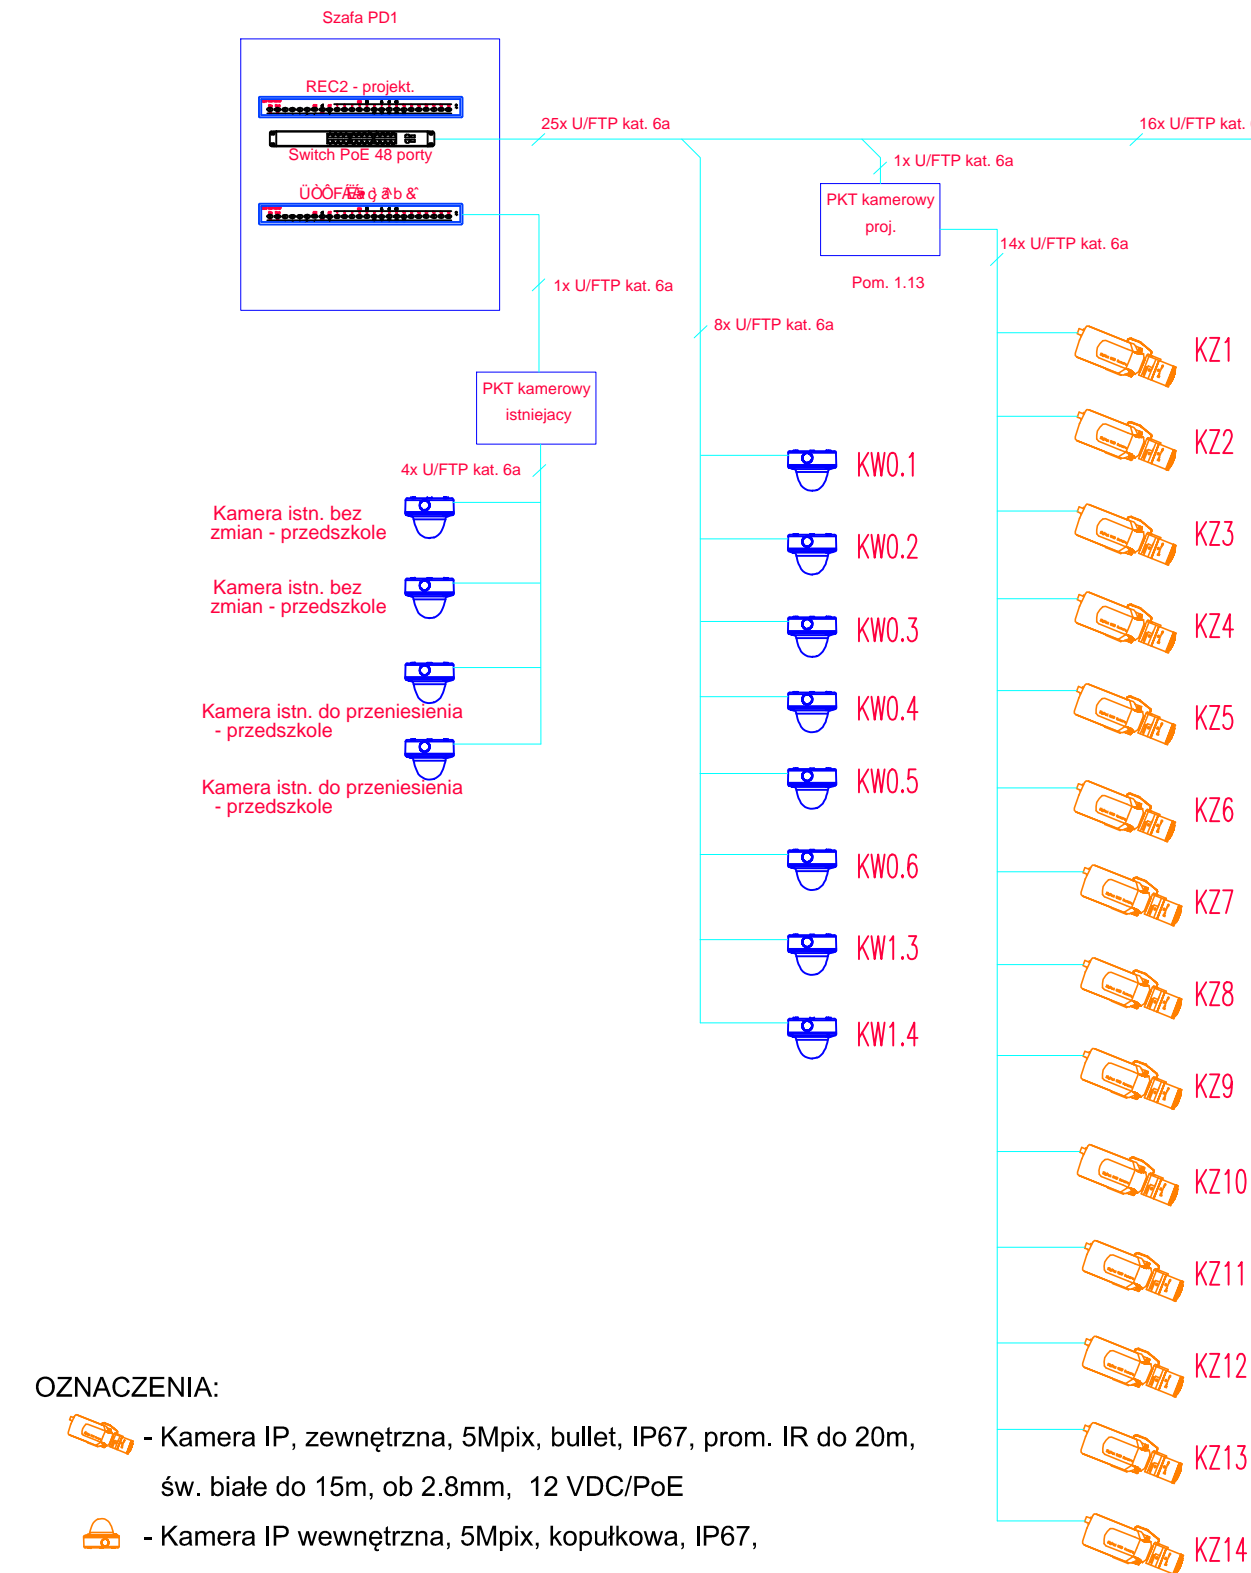 Szafa PD1
REC2 - projekt.
Switch PoE 48 porty
25x U/FTP kat. 6a
16x U/FTP kat.
1x U/FTP kat. 6a
PKT kamerowy
proj.
14x U/FTP kat. 6a
Pom. 1.13
1x U/FTP kat. 6a
8x U/FTP kat. 6a
PKT kamerowy
istniejacy
4x U/FTP kat. 6a
Kamera istn. bez
zmian - przedszkole
Kamera istn. bez
zmian - przedszkole
Kamera istn. do przeniesienia
- przedszkole
Kamera istn. do przeniesienia
- przedszkole
KW0.1
KW0.2
KW0.3
KW0.4
KW0.5
KW0.6
KW1.3
KW1.4
KZ1
KZ2
KZ3
KZ4
KZ5
KZ6
KZ7
KZ8
KZ9
KZ10
KZ11
KZ12
KZ13
KZ14
OZNACZENIA:
- Kamera IP, zewnętrzna, 5Mpix, bullet, IP67, prom. IR do 20m,
św. białe do 15m, ob 2.8mm, 12 VDC/PoE
- Kamera IP wewnętrzna, 5Mpix, kopułkowa, IP67,